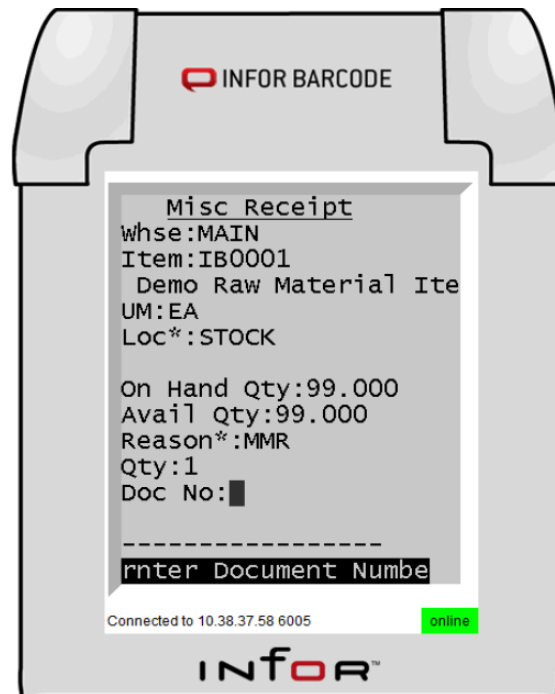 INFOR BARCODE
Misc Receipt
Whse:MAIN
Item:IB0001
Demo Raw Material Ite
UM:EA
Loc*:STOCK
On Hand Qty:99.000
Avail Qty:99.000
Reason*:MMR
Qty:1
Doc No:
-----------------
rnter Document Numbe
Connected to 10.38.37.58 6005 online
INFOR™